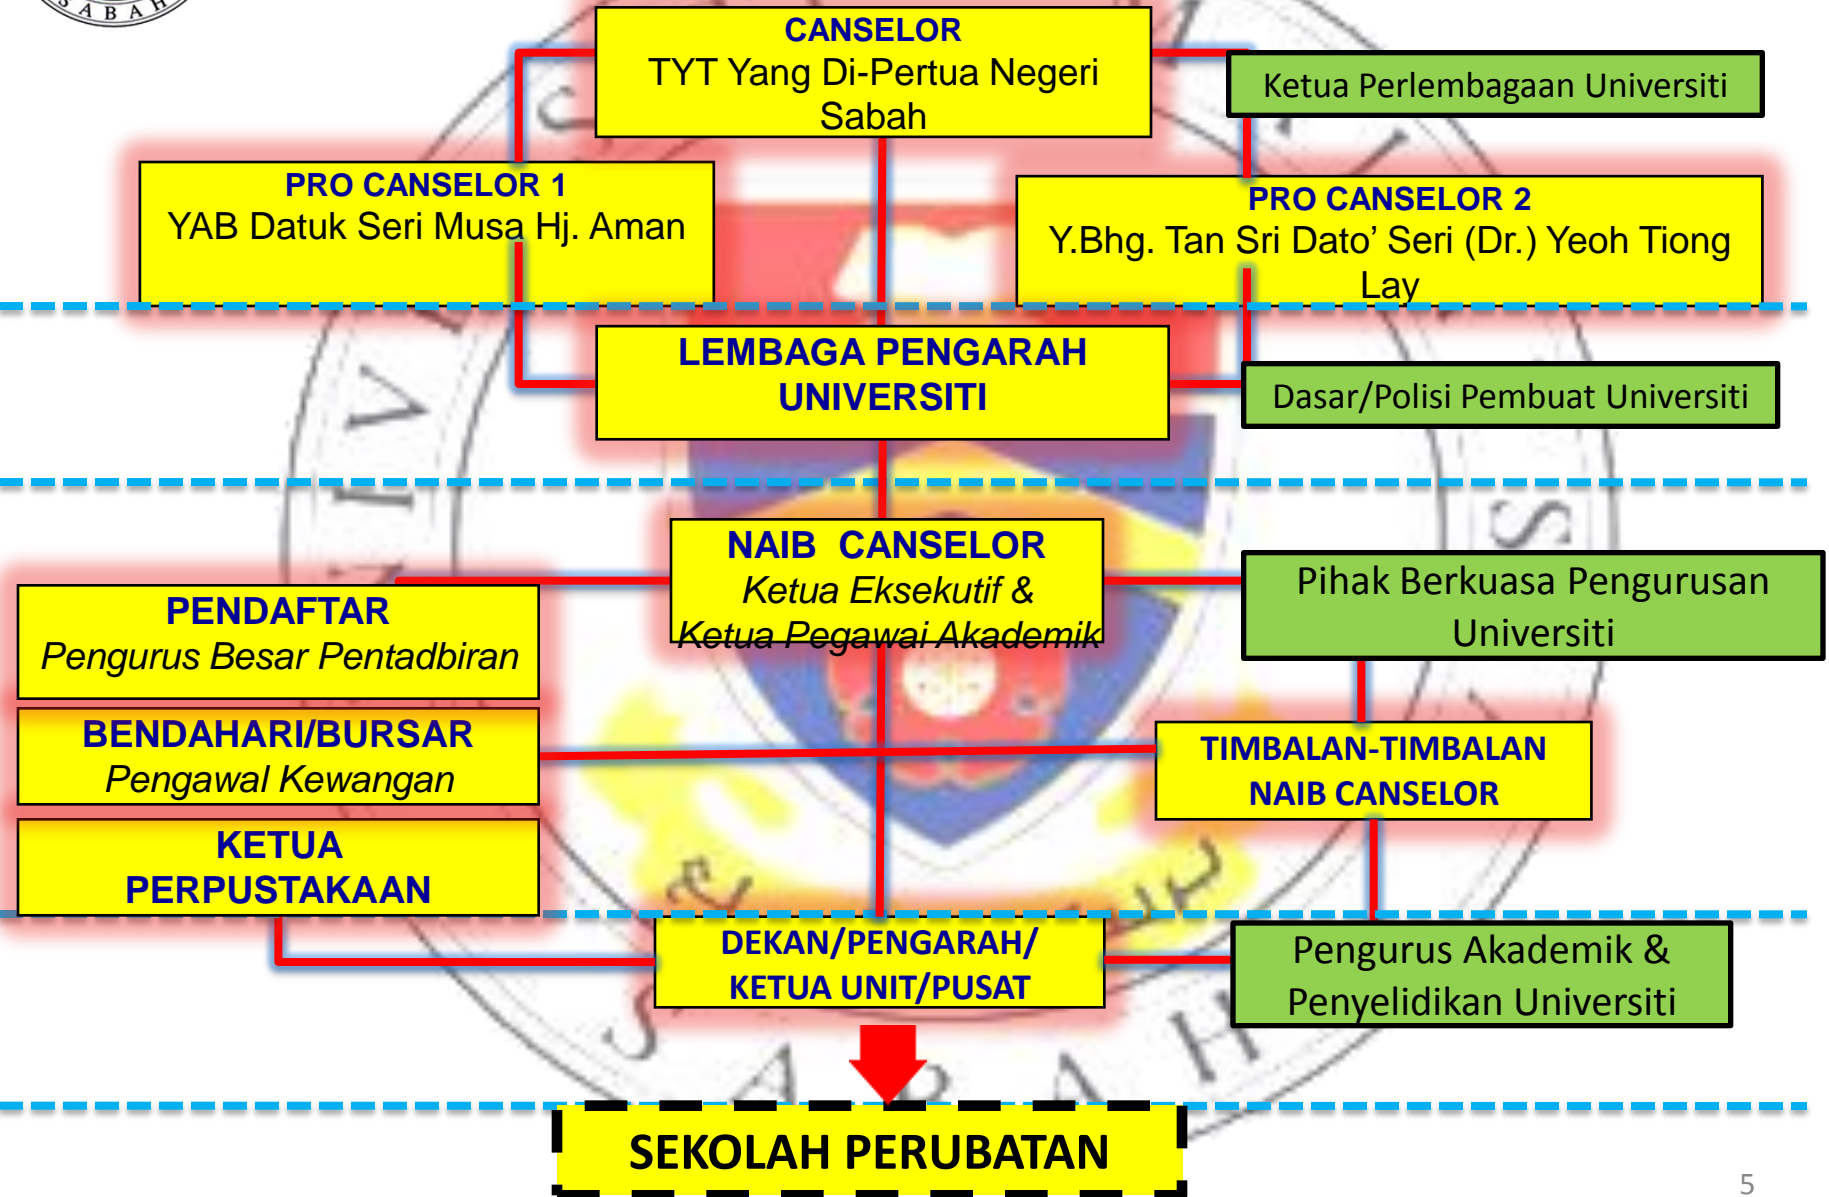 SABAH
CANSELOR
TYT Yang Di-Pertua Negeri
Sabah
Ketua Perlembagaan Universiti
PRO CANSELOR 1
YAB Datuk Seri Musa Hj. Aman
PRO CANSELOR 2
Y.Bhg. Tan Sri Dato’ Seri (Dr.) Yeoh Tiong
Lay
LEMBAGA PENGARAH
UNIVERSITI
Dasar/Polisi Pembuat Universiti
NAIB CANSELOR
Ketua Eksekutif &
Ketua Pegawai Akademik
Pihak Berkuasa Pengurusan
Universiti
PENDAFTAR
Pengurus Besar Pentadbiran
BENDAHARI/BURSAR
Pengawal Kewangan
TIMBALAN-TIMBALAN
NAIB CANSELOR
KETUA
PERPUSTAKAAN
DEKAN/PENGARAH/
KETUA UNIT/PUSAT
Pengurus Akademik &
Penyelidikan Universiti
SABAH
SEKOLAH PERUBATAN
5